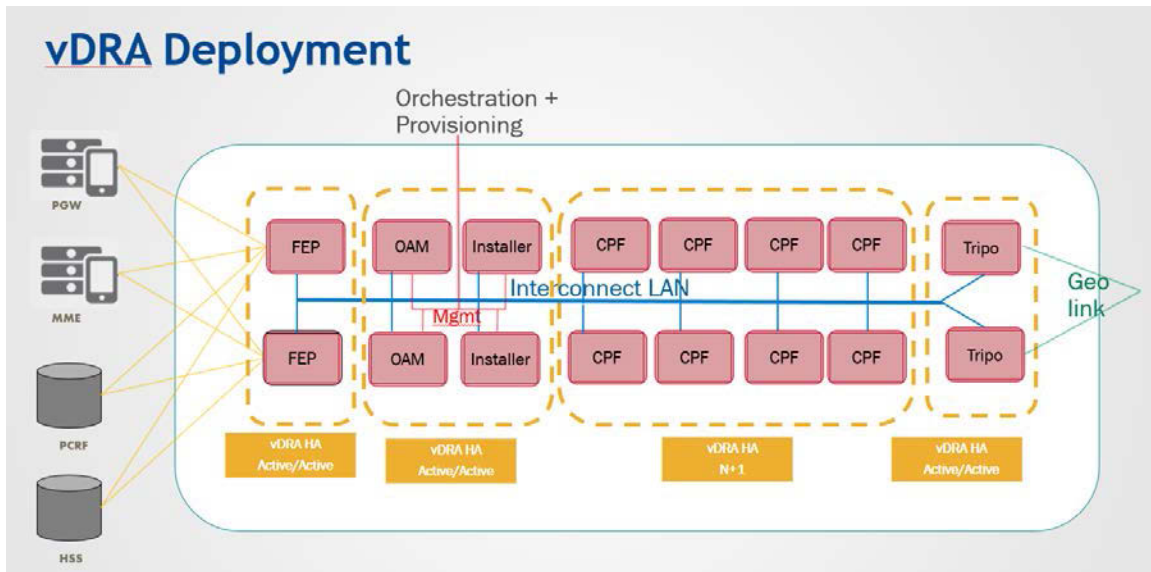 vDRA Deployment
Orchestration +
Provisioning
PGW
MME
PCRF
HSS
FEP
OAM
Installer
CPF
CPF
CPF
CPF
Tripo
Interconnect LAN
Mgmt
Geo
link
FEP
OAM
Installer
CPF
CPF
CPF
CPF
Tripo
vDRA HA
Active/Active
vDRA HA
Active/Active
vDRA HA
N+1
vDRA HA
Active/Active